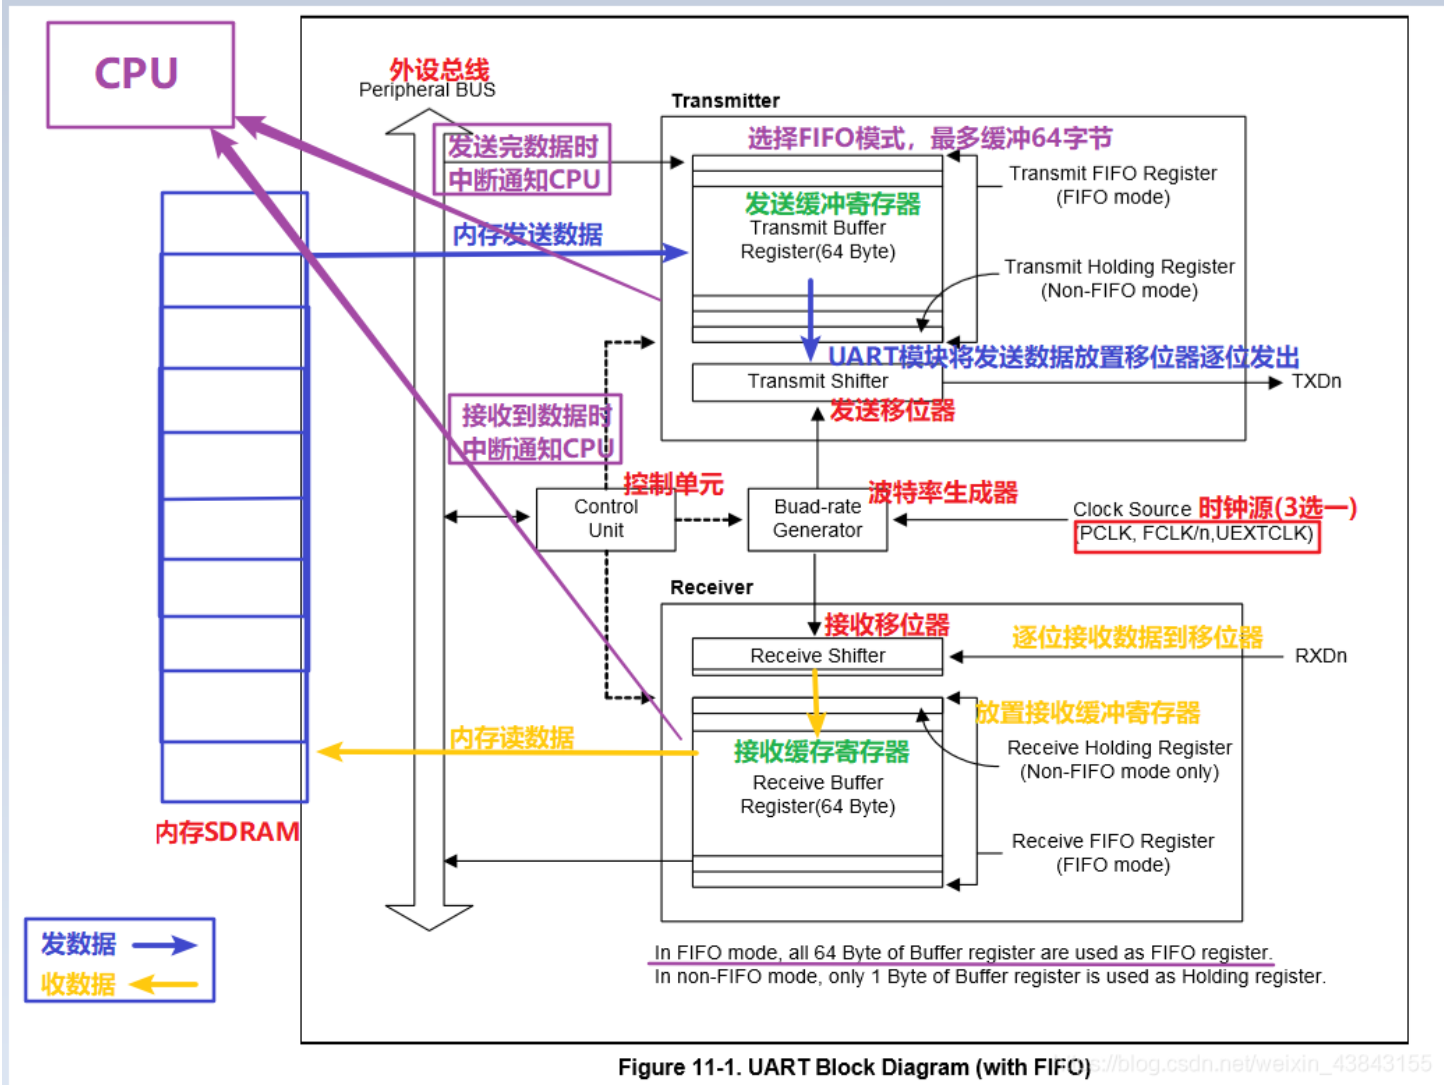 CPU
外设总线
Peripheral BUS
Transmitter
发送完数据时
中断通知CPU
选择FIFO模式，最多缓冲64字节
Transmit FIFO Register
(FIFO mode)
发送缓冲寄存器
Transmit Buffer
Register(64 Byte)
内存发送数据
Transmit Holding Register
(Non-FIFO mode)
UART模块将发送数据放置移位器逐位发出
Transmit Shifter
TXDn
发送移位器
接收到数据时
中断通知CPU
控制单元
Control
Unit
波特率生成器
Buad-rate
Generator
Clock Source 时钟源(3选一)
(PCLK, FCLK/n,UEXTCLK)
Receiver
接收移位器
逐位接收数据到移位器
Receive Shifter
RXDn
放置接收缓冲寄存器
内存读数据
接收缓存寄存器
Receive Holding Register
(Non-FIFO mode only)
Receive Buffer
Register(64 Byte)
内存SDRAM
Receive FIFO Register
(FIFO mode)
发数据
收数据
In FIFO mode, all 64 Byte of Buffer register are used as FIFO register.
In non-FIFO mode, only 1 Byte of Buffer register is used as Holding register.
Figure 11-1. UART Block Diagram (with FIFO)
https://blog.csdn.net/weixin_43843155